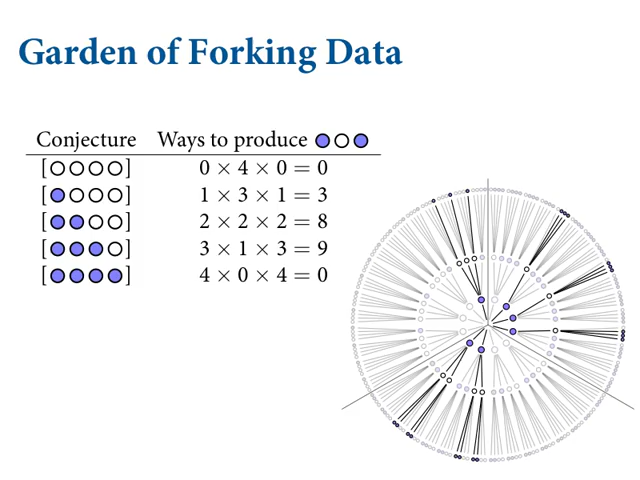 Garden of Forking Data
Conjecture Ways to produce
[ ] 0 × 4 × 0 = 0
[ ] 1 × 3 × 1 = 3
[ ] 2 × 2 × 2 = 8
[ ] 3 × 1 × 3 = 9
[ ] 4 × 0 × 4 = 0